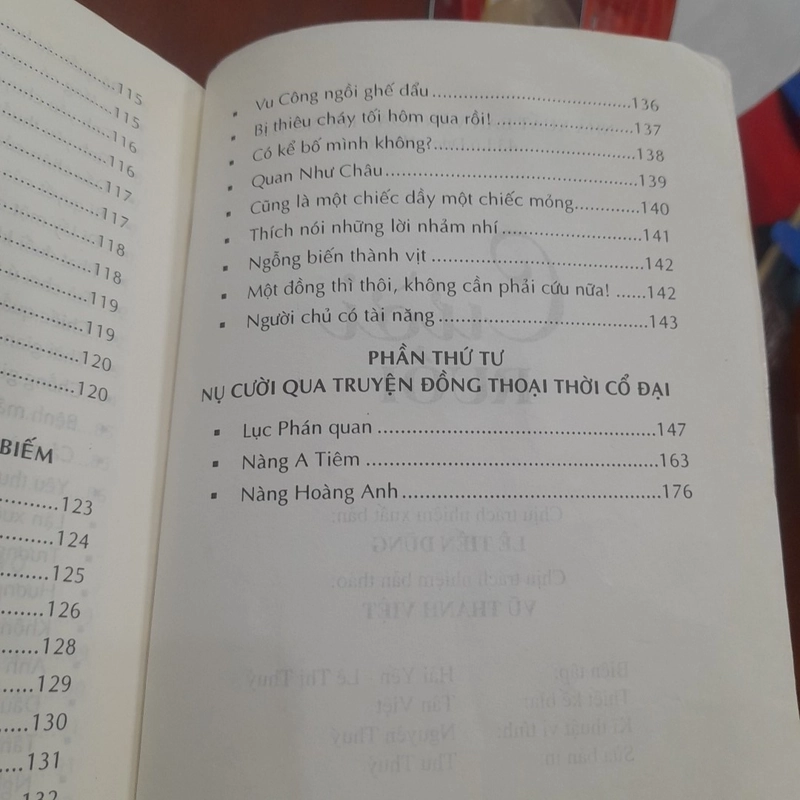 115
115
116
116
117
117
118
118
119
119
120
120
BIẾM
123
124
125
126
128
129
130
131
132
▪ Vu Công ngồi ghế dẩu.....136
▪ Bị thiêu cháy tối hôm qua rồi! .....137
▪ Có kể bố mình không?.....138
▪ Quan Như Châu.....139
▪ Cũng là một chiếc dầy một chiếc mỏng.....140
▪ Thích nói những lời nhảm nhí.....141
▪ Ngỗng biến thành vịt.....142
▪ Một đồng thì thôi, không cần phải cứu nữa! ......142
▪ Người chủ có tài năng.....143
PHẦN THỨ TƯ
NỤ CƯỜI QUA TRUYỆN ĐỒNG THOẠI THỜI CỔ ĐẠI
▪ Lục Phán quan.....147
▪ Nàng A Tiêm.....163
▪ Nàng Hoàng Anh.....176